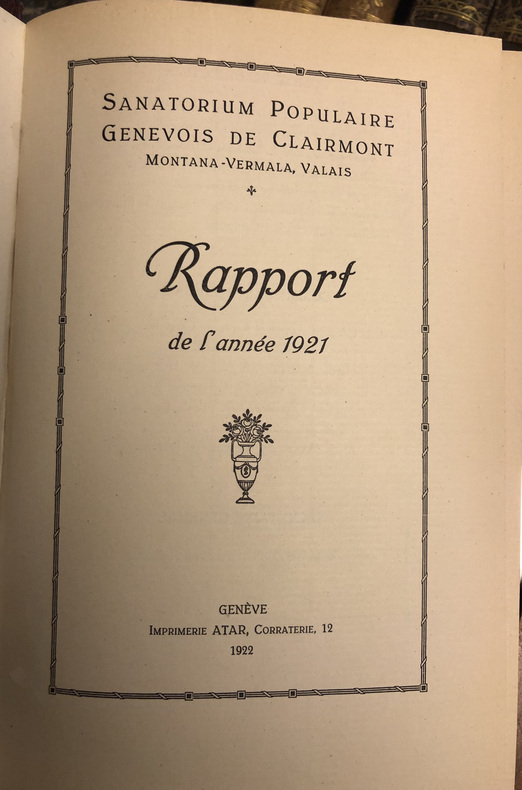 SANATORIUM POPULAIRE
GENEVOIS DE CLAIRMONT
MONTANA-VERMALA, VALAIS
Rapport
de l'année 1921
GENÈVE
IMPRIMERIE ATAR, CORRATERIE, 12
1922